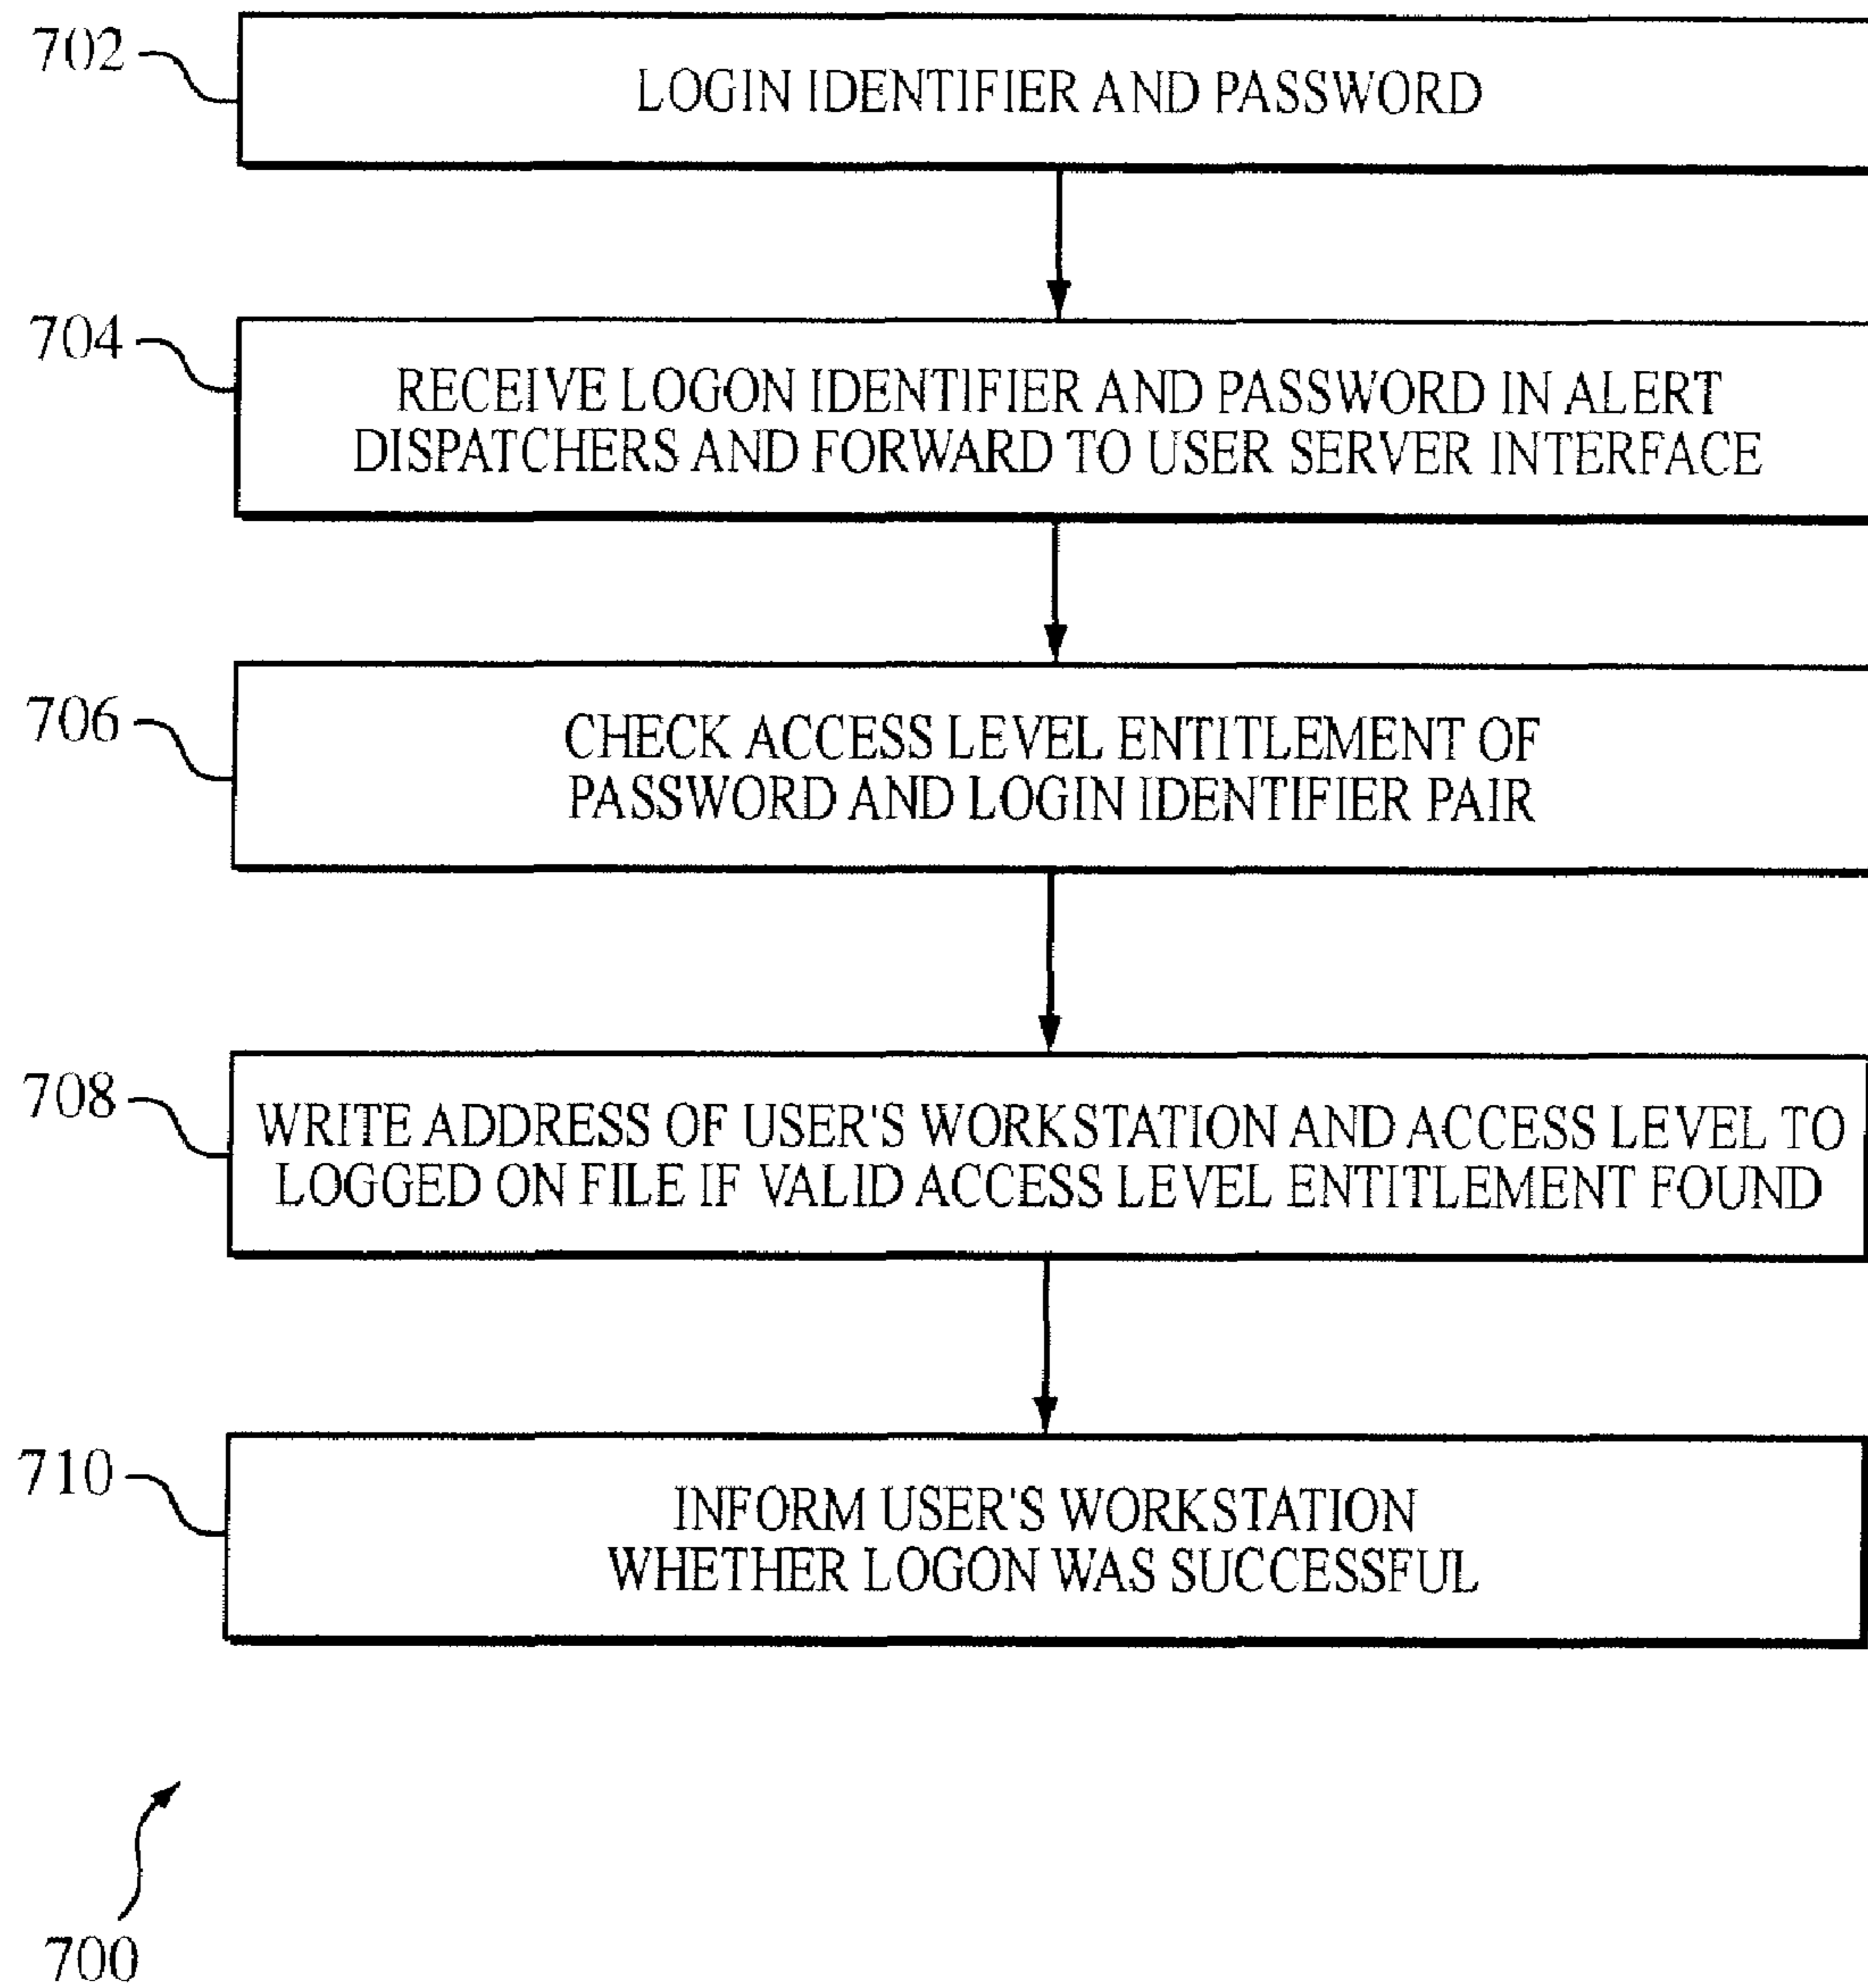 702
LOGIN IDENTIFIER AND PASSWORD
704
RECEIVE LOGON IDENTIFIER AND PASSWORD IN ALERT
DISPATCHERS AND FORWARD TO USER SERVER INTERFACE
706
CHECK ACCESS LEVEL ENTITLEMENT OF
PASSWORD AND LOGIN IDENTIFIER PAIR
708
WRITE ADDRESS OF USER'S WORKSTATION AND ACCESS LEVEL TO
LOGGED ON FILE IF VALID ACCESS LEVEL ENTITLEMENT FOUND
710
INFORM USER'S WORKSTATION
WHETHER LOGON WAS SUCCESSFUL
700